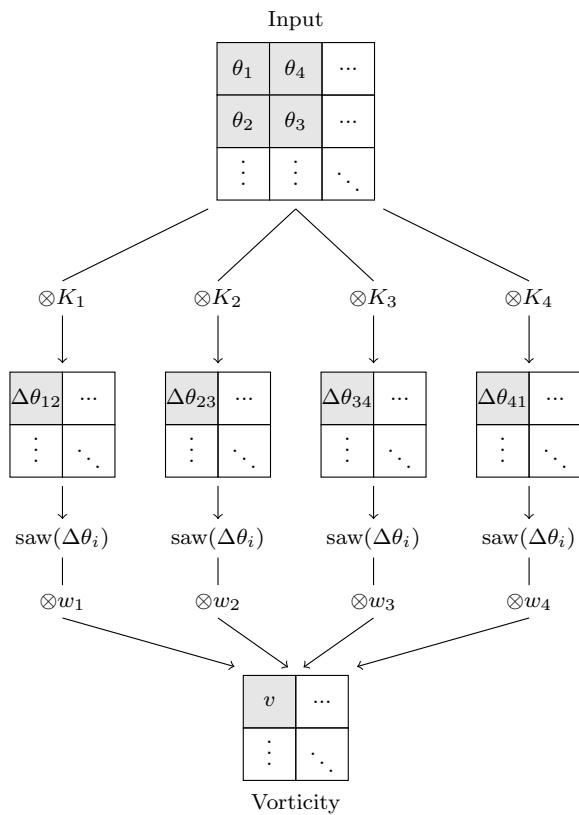 Input
θ₁ θ₄ ...
θ₂ θ₃ ...
⋮ ⋮ ⋱
⊗K₁ ⊗K₂ ⊗K₃ ⊗K₄
Δθ₁₂ ... Δθ₂₃ ... Δθ₃₄ ... Δθ₄₁ ...
⋮ ⋱ ⋮ ⋱ ⋮ ⋱ ⋮ ⋱
saw(Δθᵢ) saw(Δθᵢ) saw(Δθᵢ) saw(Δθᵢ)
⊗w₁ ⊗w₂ ⊗w₃ ⊗w₄
v ...
⋮ ⋱
Vorticity